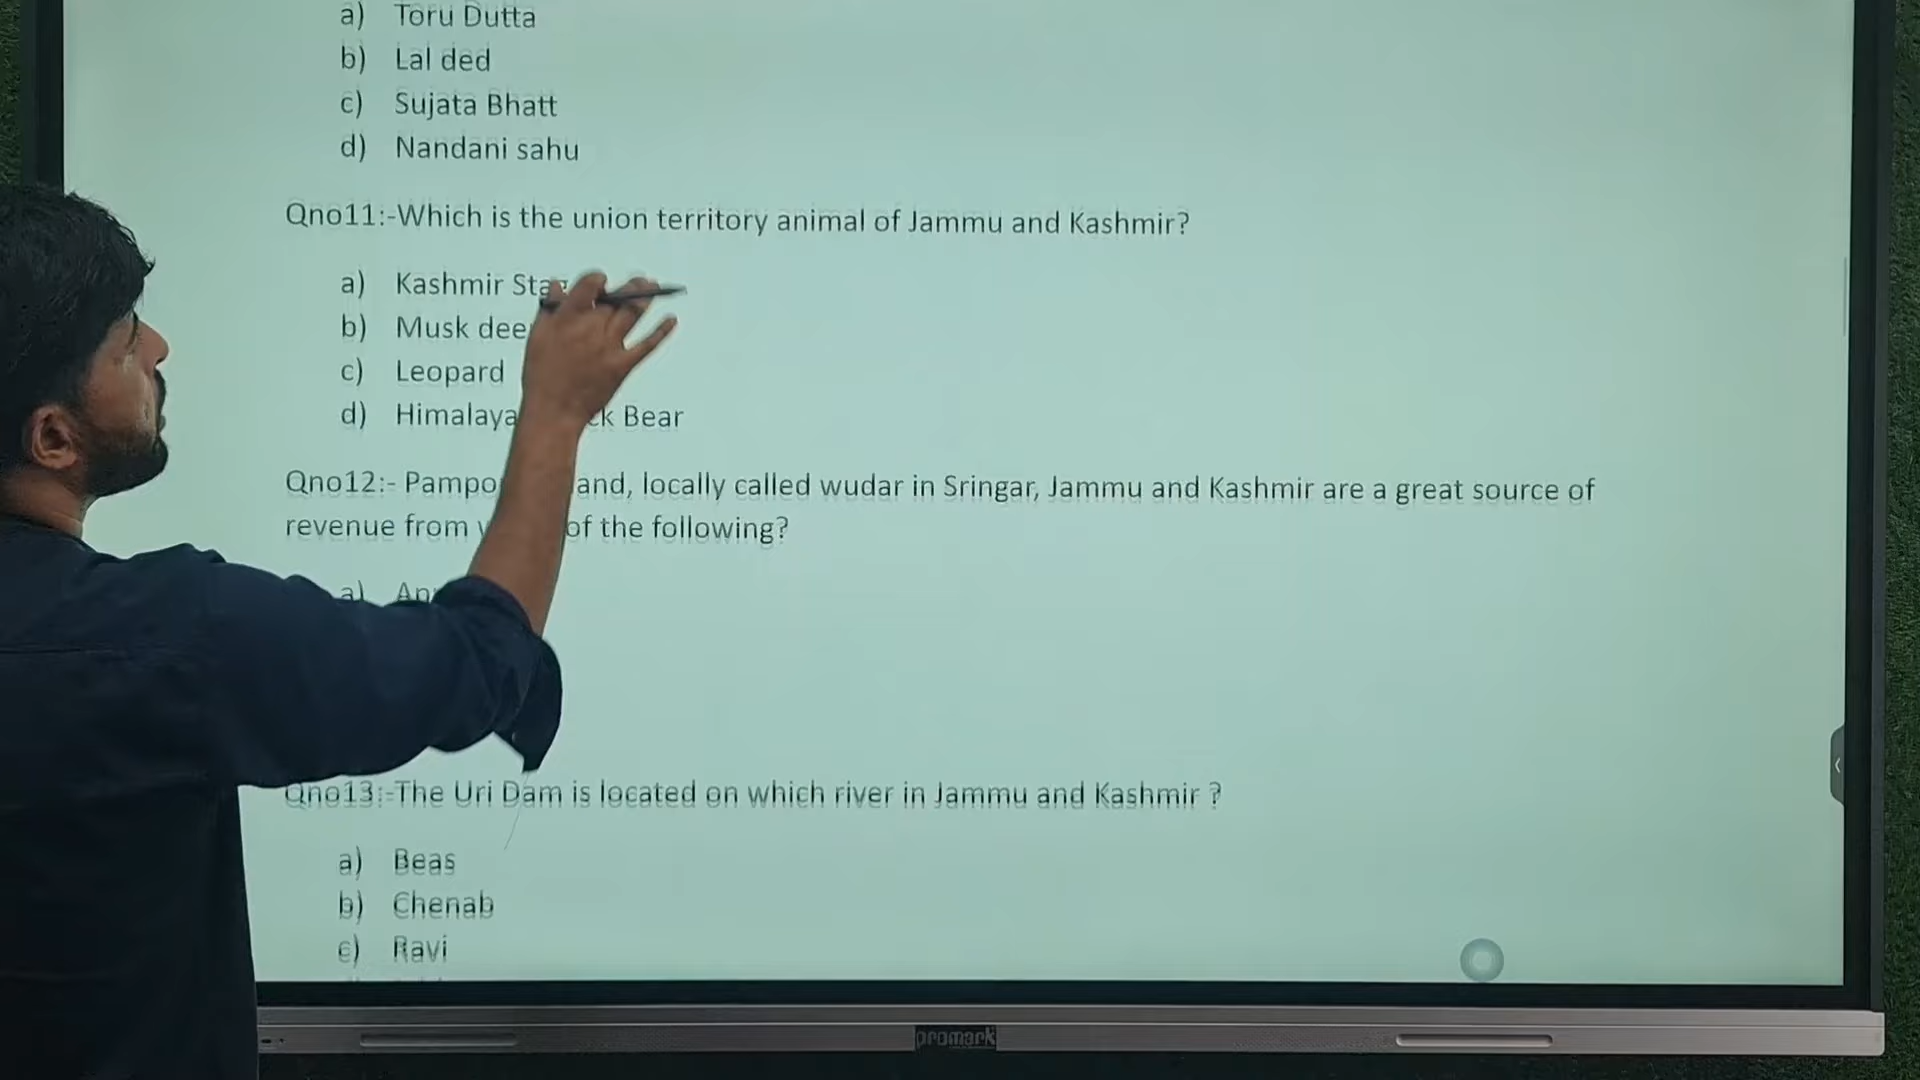 a) Toru Dutta
b) Lal ded
c) Sujata Bhatt
d) Nandani sahu
Qno11:-Which is the union territory animal of Jammu and Kashmir?
a) Kashmir Stag
b) Musk deer
c) Leopard
d) Himalaya k Bear
Qno12:- Pampo and, locally called wudar in Sringar, Jammu and Kashmir are a great source of
revenue from of the following?
a)
Qno13:-The Uri Dam is located on which river in Jammu and Kashmir ?
a) Beas
b) Chenab
c) Ravi
promark